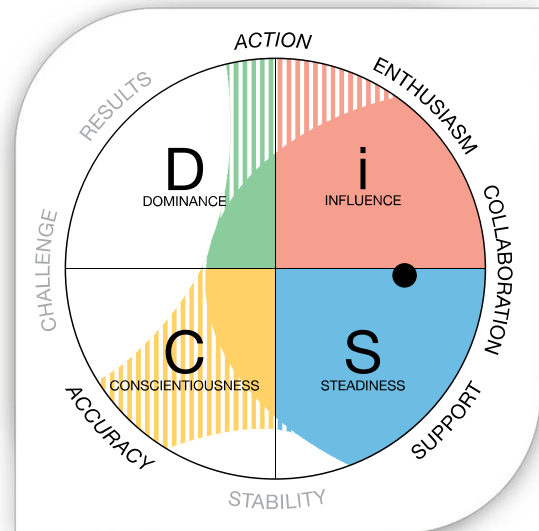 ACTION
ENTHUSIASM
RESULTS
D
DOMINANCE
i
INFLUENCE
COLLABORATION
CHALLENGE
C
CONSCIENTIOUSNESS
S
STEADINESS
ACCURACY
SUPPORT
STABILITY